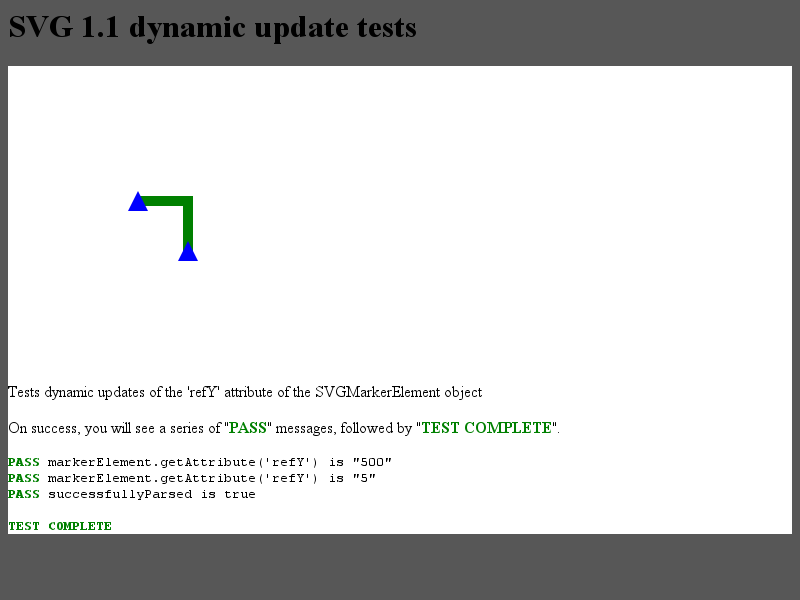 SVG 1.1 dynamic update tests
Tests dynamic updates of the 'refY' attribute of the SVGMarkerElement object
On success, you will see a series of "PASS" messages, followed by "TEST COMPLETE".
PASS markerElement.getAttribute('refY') is "500"
PASS markerElement.getAttribute('refY') is "5"
PASS successfullyParsed is true
TEST COMPLETE